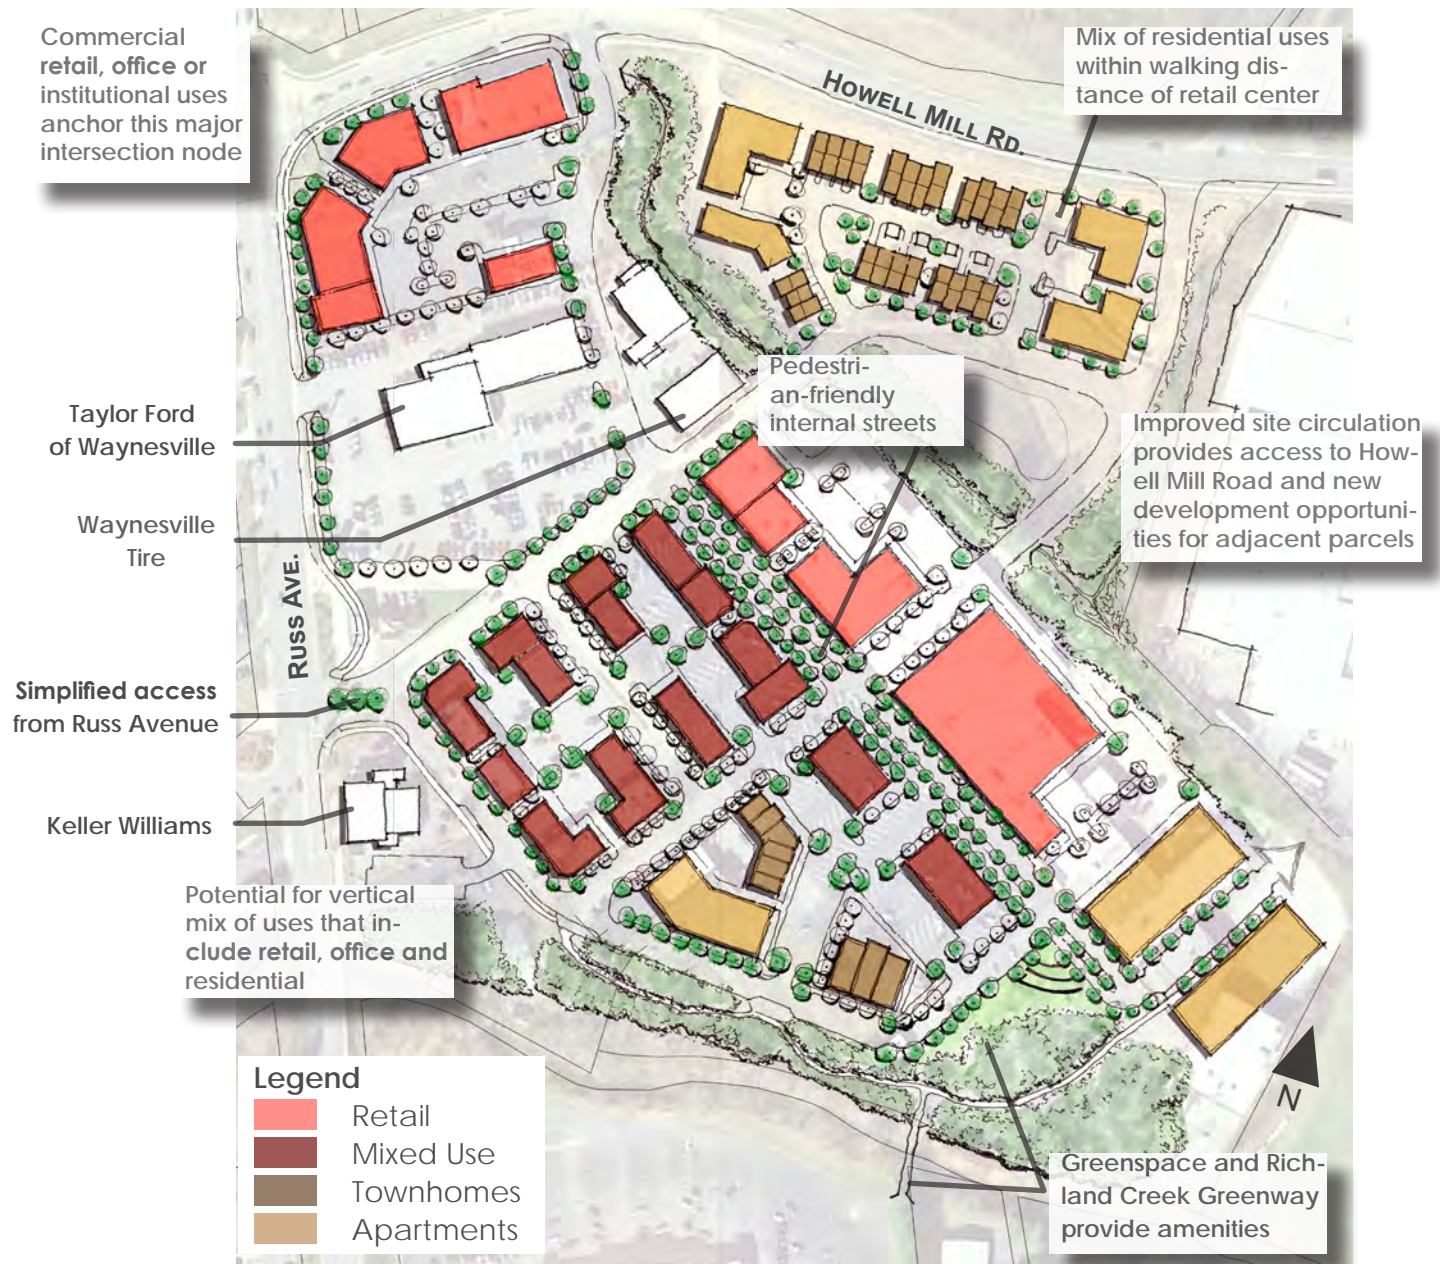 Commercial
retail, office or
institutional uses
anchor this major
intersection node
HOWELL MILL RD.
Mix of residential uses
within walking dis-
tance of retail center
Taylor Ford
of Waynesville
Pedestri-
an-friendly
internal streets
Improved site circulation
provides access to How-
ell Mill Road and new
development opportuni-
ties for adjacent parcels
Waynesville
Tire
RUSS AVE.
Simplified access
from Russ Avenue
Keller Williams
Potential for vertical
mix of uses that in-
clude retail, office and
residential
N
Legend
Retail
Mixed Use
Townhomes
Apartments
Greenspace and Rich-
land Creek Greenway
provide amenities